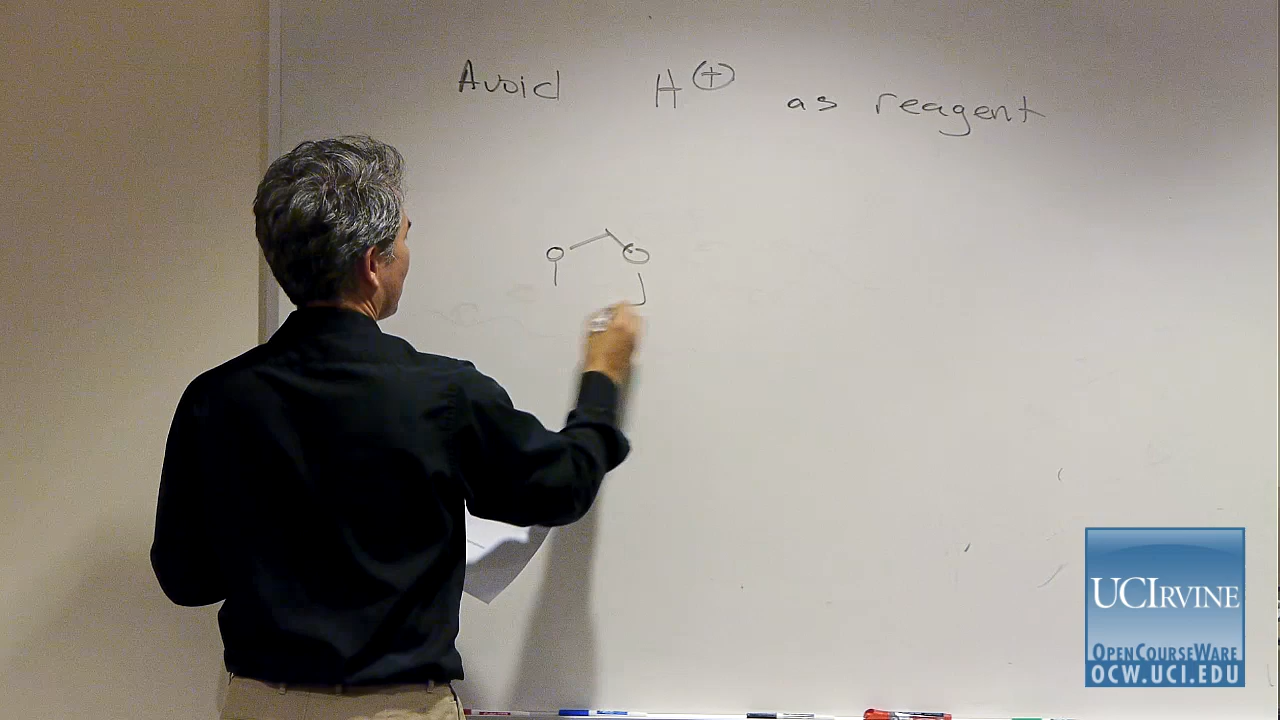 Avoid H⊕ as reagent
O O
UCIRVINE
OPENCOURSEWARE
OCW.UCI.EDU